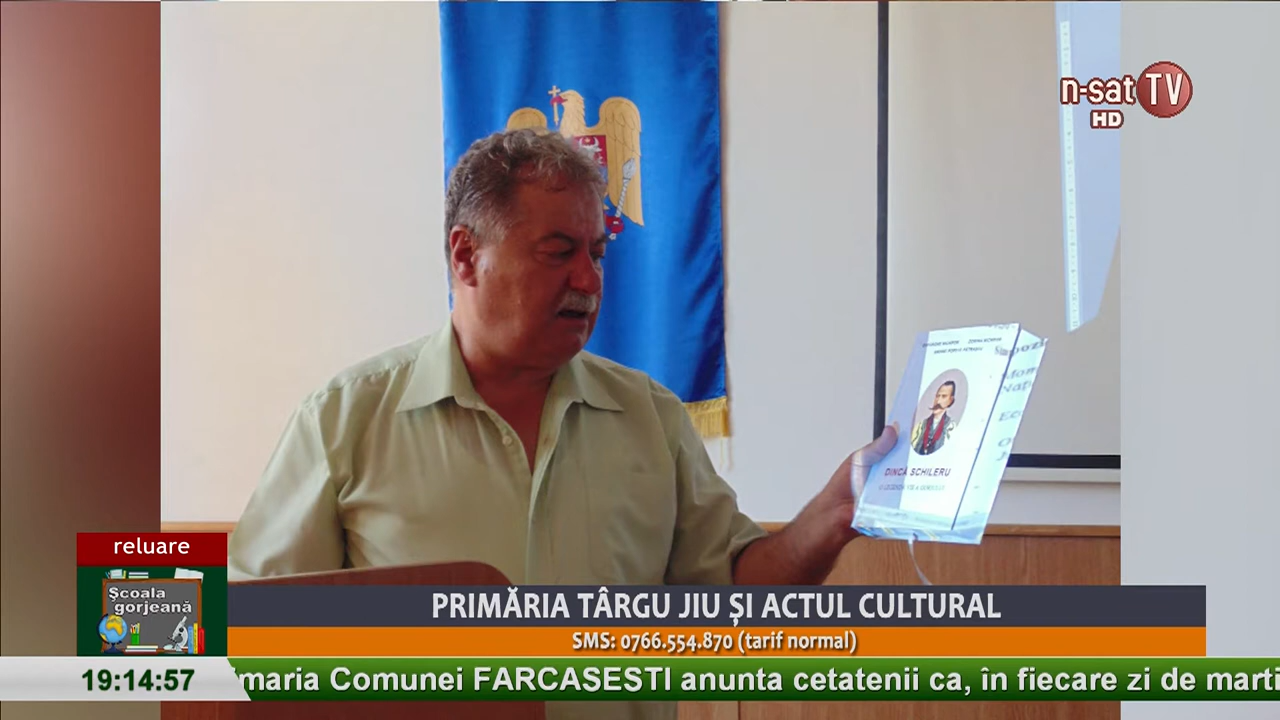 n-sat TV
HD
DINCĂ SCHILERU
reluare
Școala
gorjeană
PRIMĂRIA TÂRGU JIU ȘI ACTUL CULTURAL
SMS: 0766.554.870 (tarif normal)
19:14:57
maria Comunei FARCASESTI anunta cetatenii ca, în fiecare zi de marti